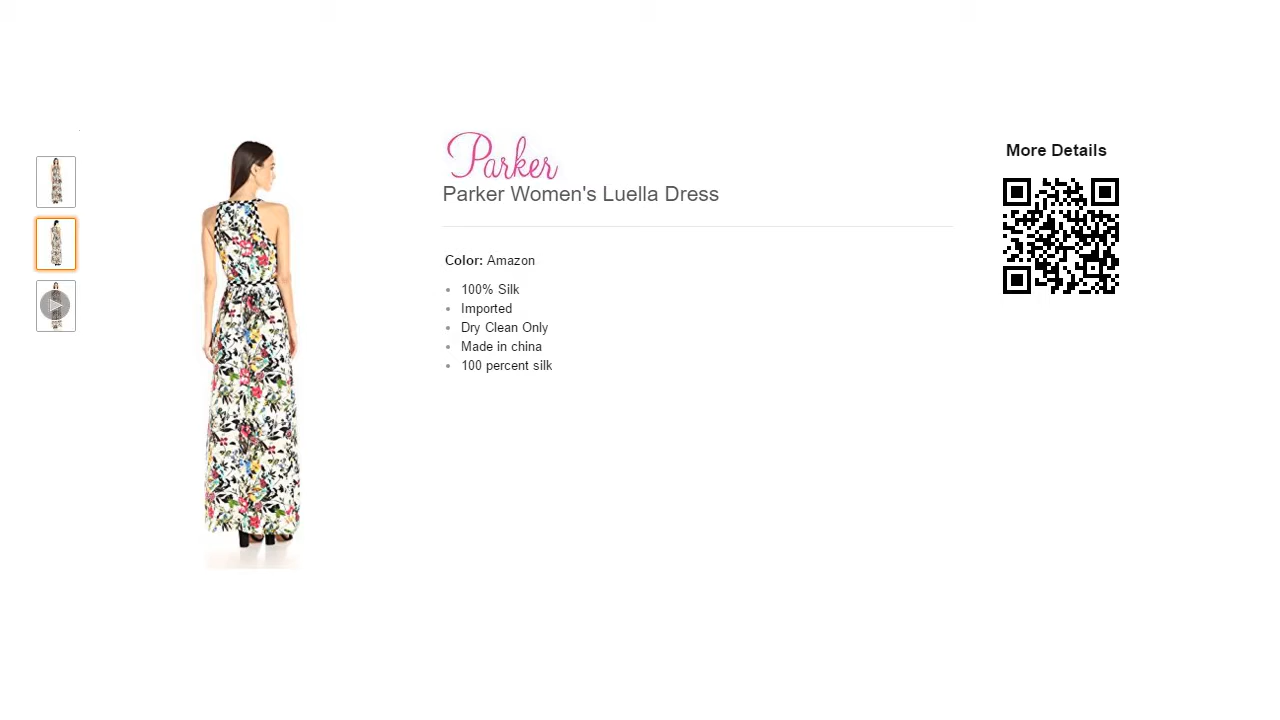 Parker
Parker Women's Luella Dress
Color: Amazon
100% Silk
Imported
Dry Clean Only
Made in china
100 percent silk
More Details